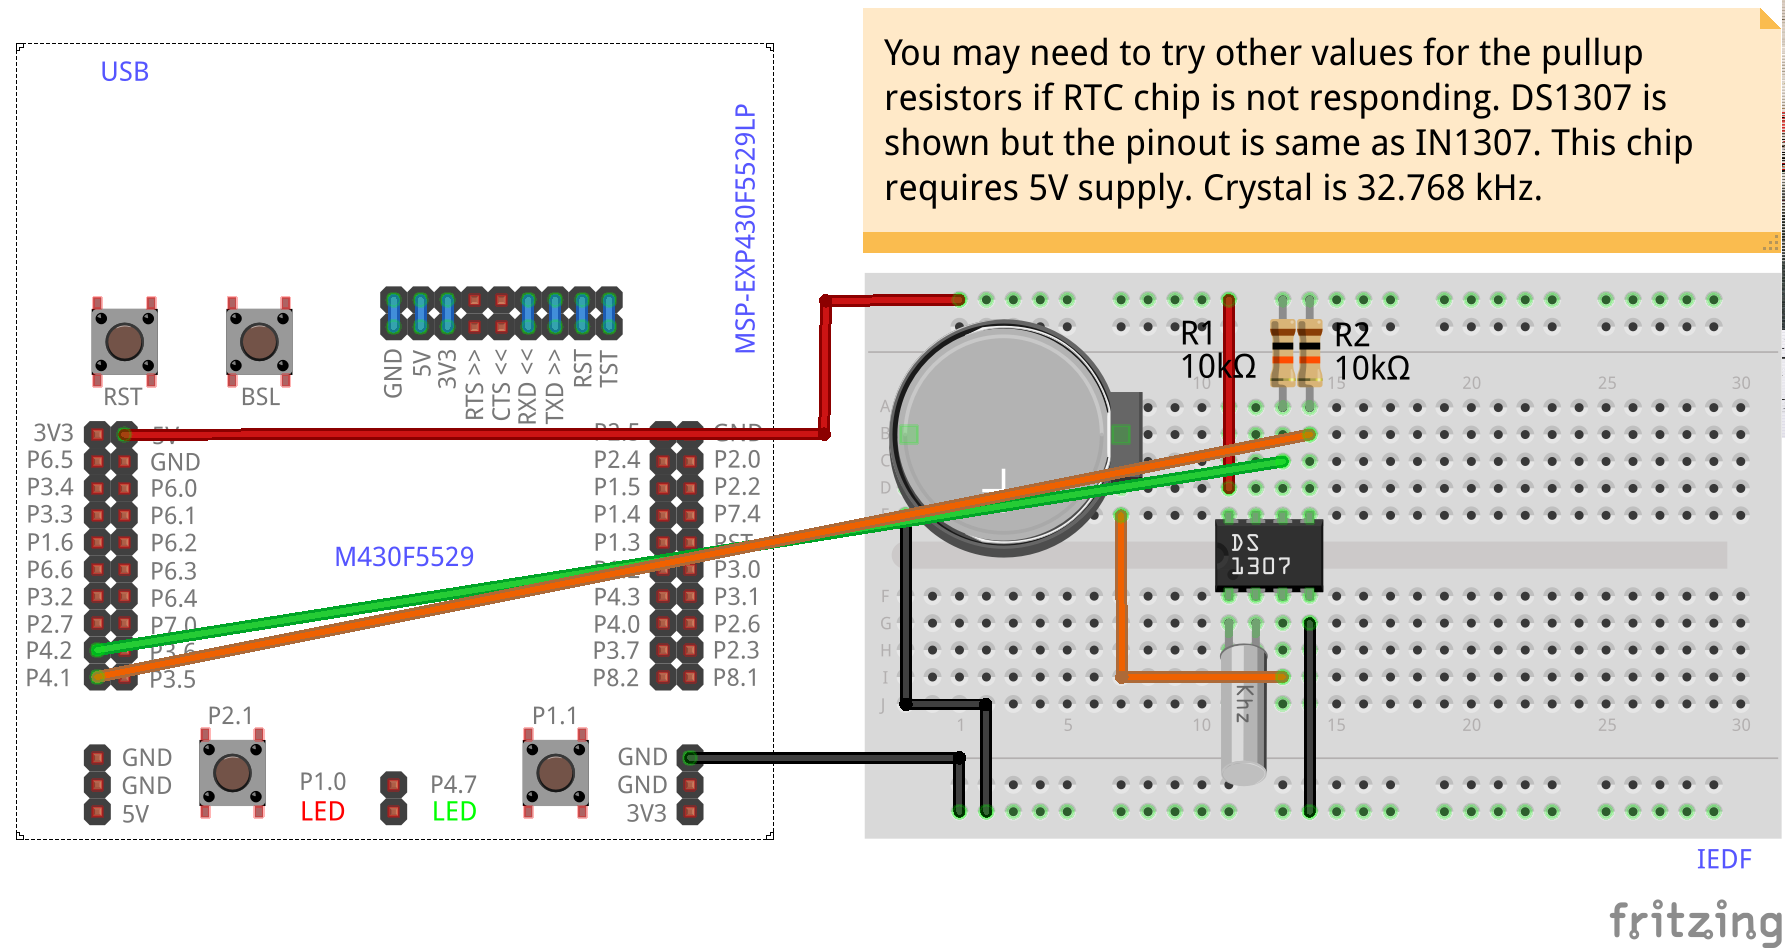 You may need to try other values for the pullup
resistors if RTC chip is not responding. DS1307 is
shown but the pinout is same as IN1307. This chip
requires 5V supply. Crystal is 32.768 kHz.
USB
MSP-EXP430F5529LP
GND
5V
3V3
RTS >>
CTS <<
RXD <<
TXD >>
RST
TST
RST
BSL
3V3 5V
P6.5 GND
P3.4 P6.0
P3.3 P6.1
P1.6 P6.2
P6.6 P6.3
P3.2 P6.4
P2.7 P7.0
P4.2 P3.6
P4.1 P3.5
M430F5529
P2.5 GND
P2.4 P2.0
P1.5 P2.2
P1.4 P7.4
P1.3 RST
P3.0
P4.3 P3.1
P4.0 P2.6
P3.7 P2.3
P8.2 P8.1
P2.1
P1.1
GND
GND
5V
P1.0
LED
P4.7
LED
GND
GND
3V3
R1
10kΩ
R2
10kΩ
10 15 20 25 30
A
B
C
D
DS
1307
F
G
H
I
J
Khz
1 5 10 15 20 25 30
IEDF
fritzing